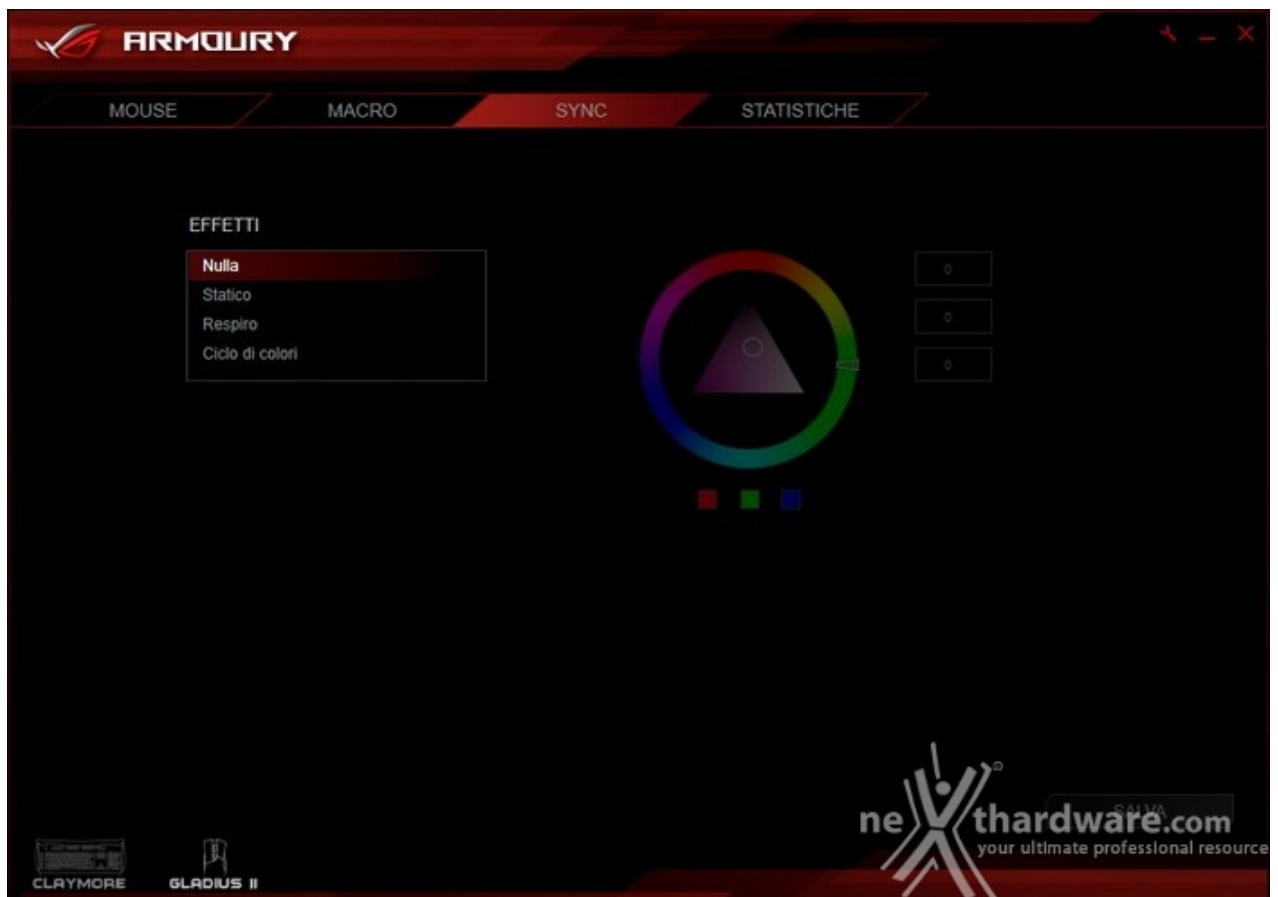 ARMOURY
MOUSE MACRO SYNC STATISTICHE
EFFETTI
Nulla
Statico
Respiro
Ciclo di colori
0
0
0
SALVA
nexthardware.com
your ultimate professional resource
CLAYMORE GLADIUS II